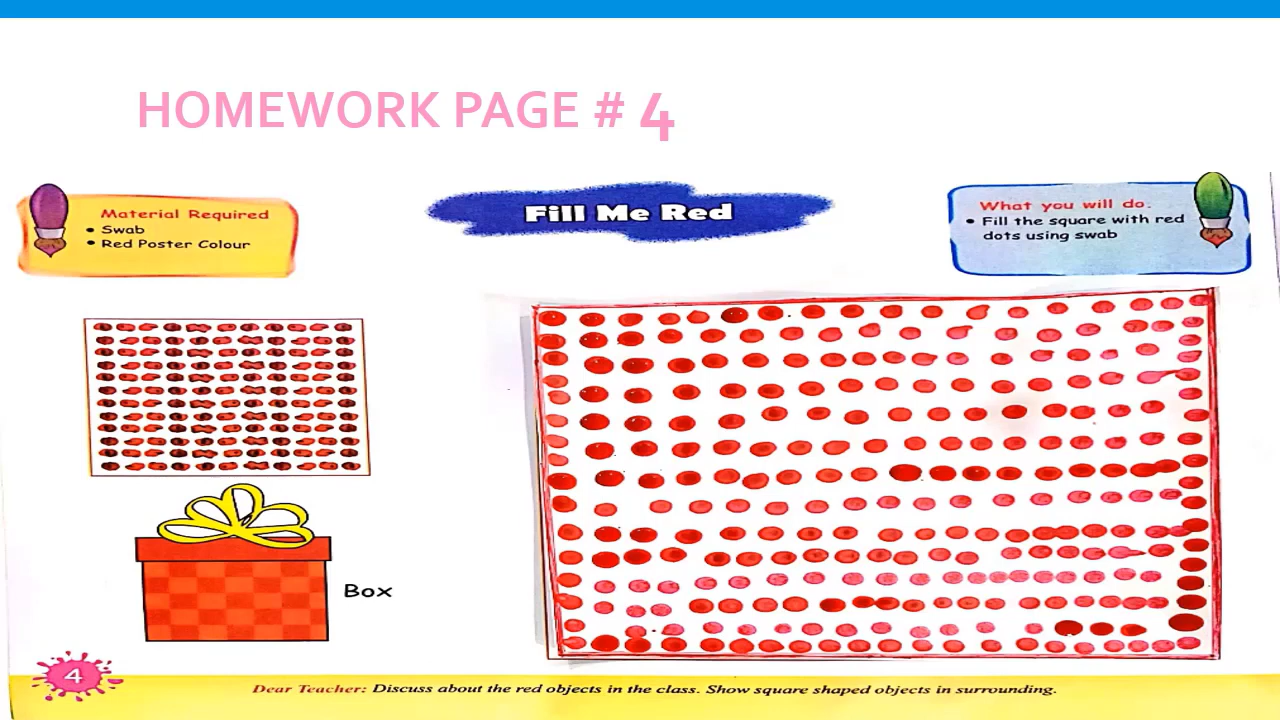 HOMEWORK PAGE # 4
Material Required
• Swab
• Red Poster Colour
Fill Me Red
What you will do:
• Fill the square with red
dots using swab
Box
4
Dear Teacher: Discuss about the red objects in the class. Show square shaped objects in surrounding.